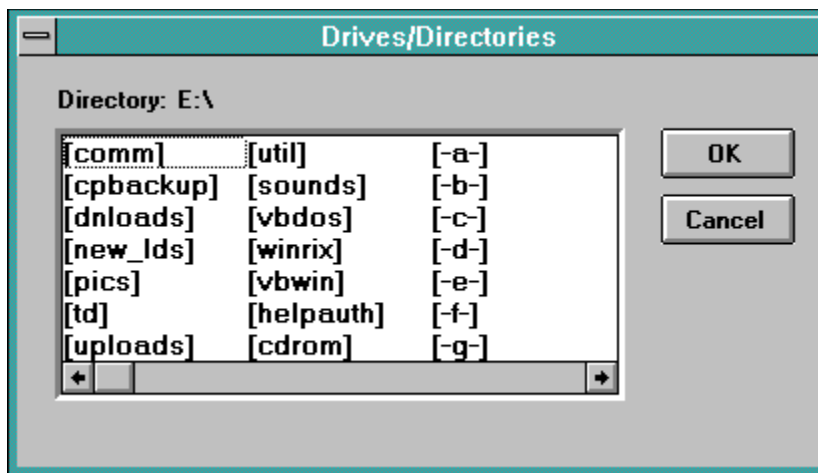 Drives/Directories
Directory: E:\
[comm] [util] [-a-]
[cpbackup] [sounds] [-b-]
[dnloads] [vbdos] [-c-]
[new_lds] [winrix] [-d-]
[pics] [vbwin] [-e-]
[td] [helpauth] [-f-]
[uploads] [cdrom] [-g-]
OK
Cancel